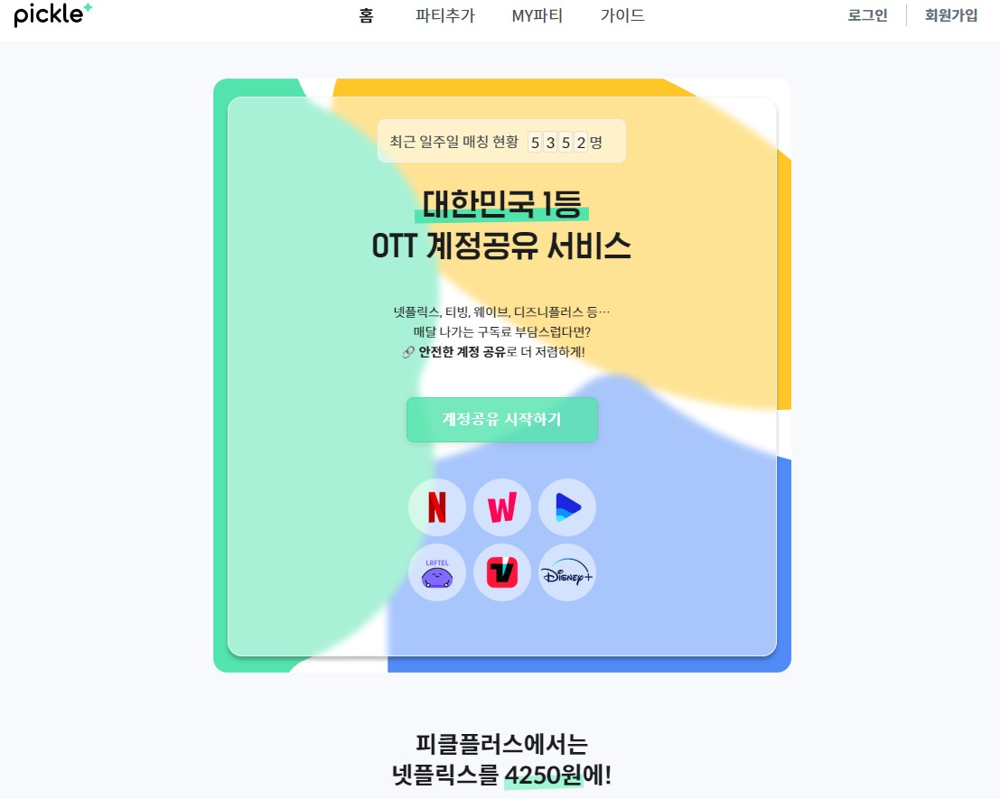 pickle+
홈 파티추가 MY파티 가이드
로그인 회원가입
최근 일주일 매칭 현황 5352명
대한민국 1등
OTT 계정공유 서비스
넷플릭스, 티빙, 웨이브, 디즈니플러스 등…
매달 나가는 구독료 부담스럽다면?
🔗 안전한 계정 공유로 더 저렴하게!
계정공유 시작하기
N W
LAFTEL TV Disney+
피클플러스에서는
넷플릭스를 4250원에!